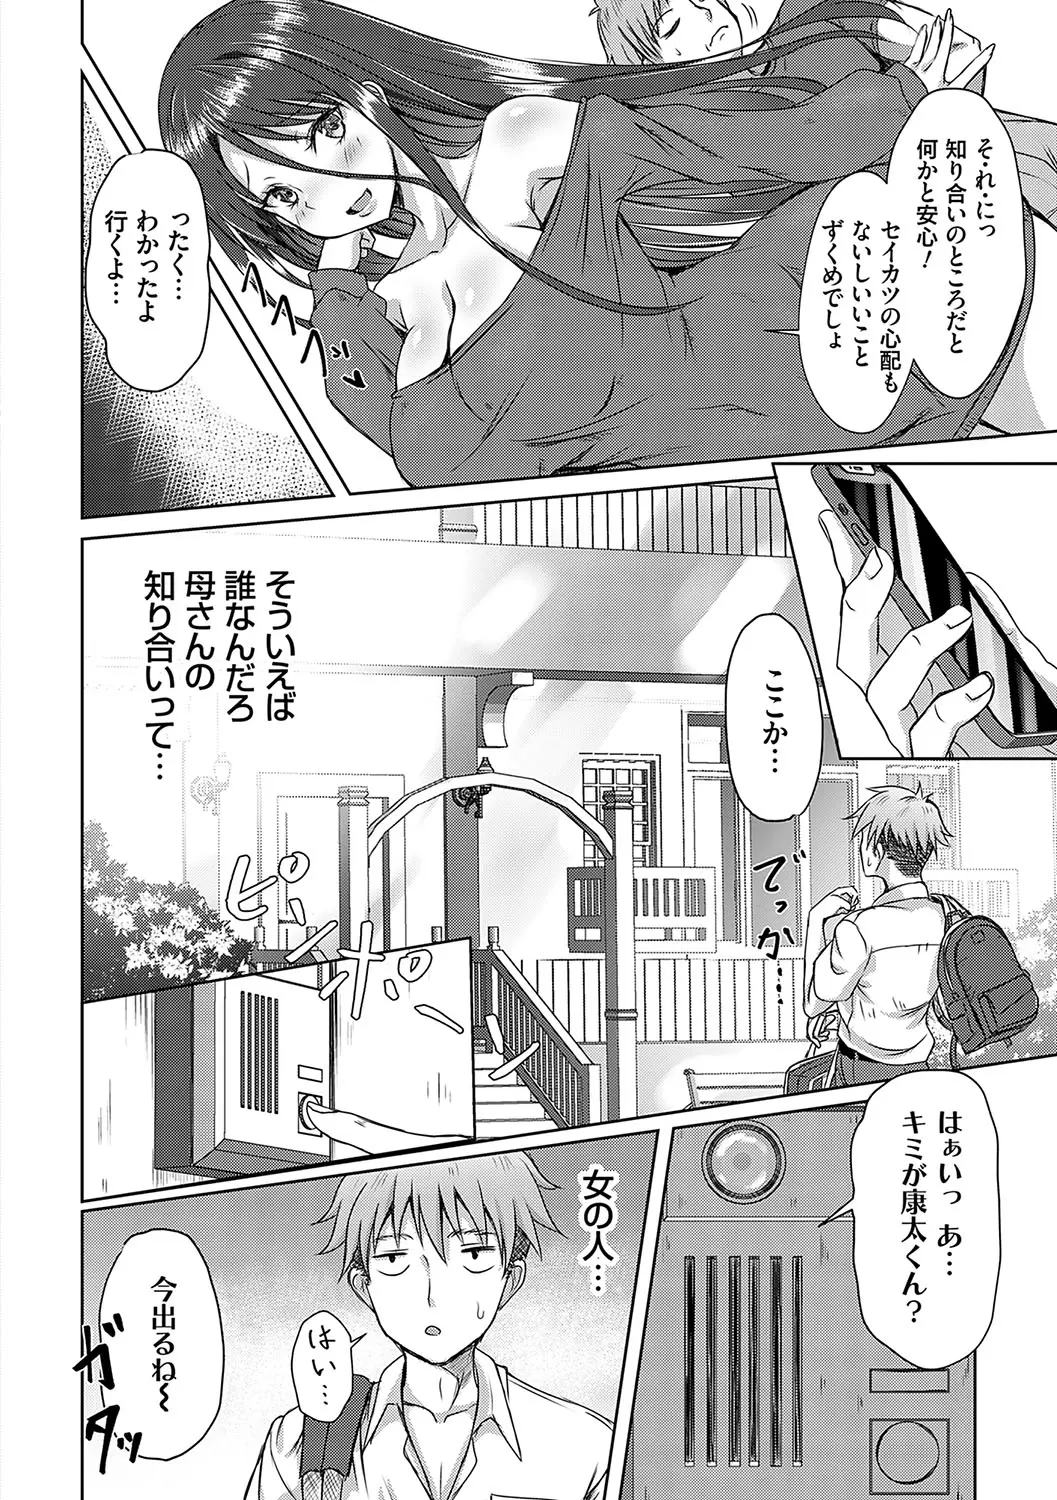 そ・れ・にっ
知り合いのところだと
何かと安心!
セイカツの心配も
ないしいいこと
ずくめでしょ
ったく…
わかったよ
行くよ…
ここか…
でっか…
そういえば
誰なんだろ
母さんの
知り合いって…
ピンポーン
はぁいっ あ…
キミが康太くん?
女の人…
はい…
今出るね〜
ガタッ